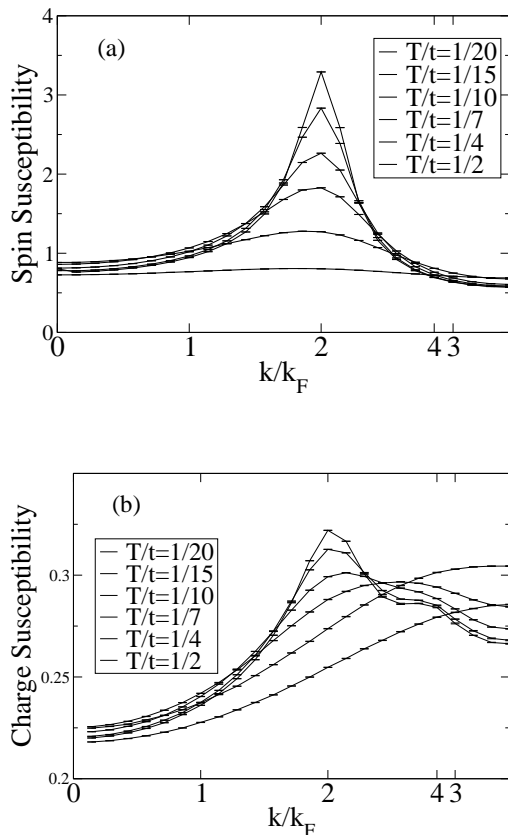 (a)
T/t=1/20
T/t=1/15
T/t=1/10
T/t=1/7
T/t=1/4
T/t=1/2
Spin Susceptibility
4
3
2
1
0
0 1 2 4 3
k/k_F
(b)
T/t=1/20
T/t=1/15
T/t=1/10
T/t=1/7
T/t=1/4
T/t=1/2
Charge Susceptibility
0.3
0.25
0.2
0 1 2 4 3
k/k_F